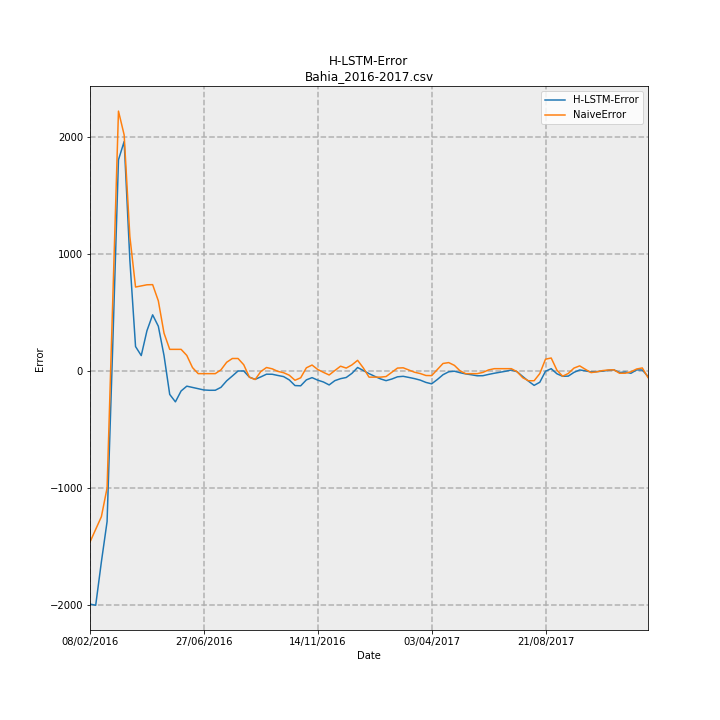 H-LSTM-Error
Bahia_2016-2017.csv
H-LSTM-Error
NaiveError
2000
1000
0
−1000
−2000
Error
08/02/2016
27/06/2016
14/11/2016
03/04/2017
21/08/2017
Date